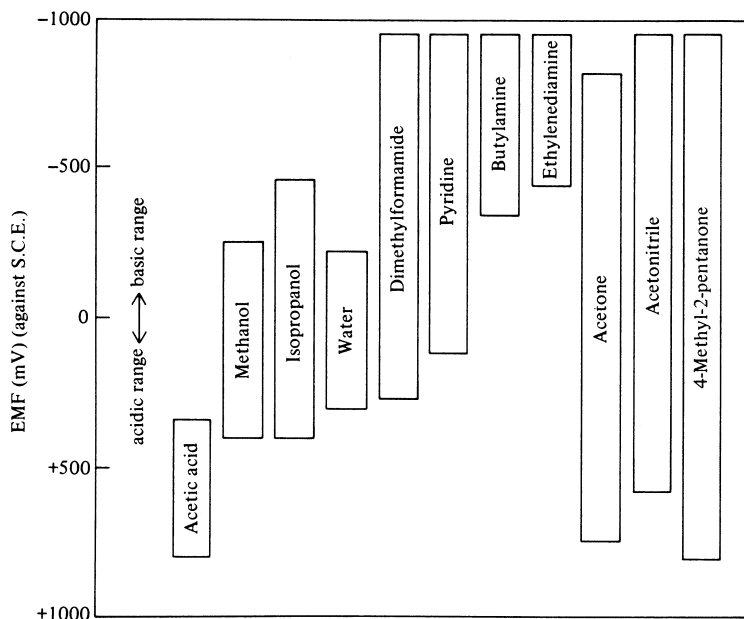 -1000
-500
0
+500
+1000
EMF (mV) (against S.C.E.)
acidic range
basic range
Acetic acid
Methanol
Isopropanol
Water
Dimethylformamide
Pyridine
Butylamine
Ethylenediamine
Acetone
Acetonitrile
4-Methyl-2-pentanone